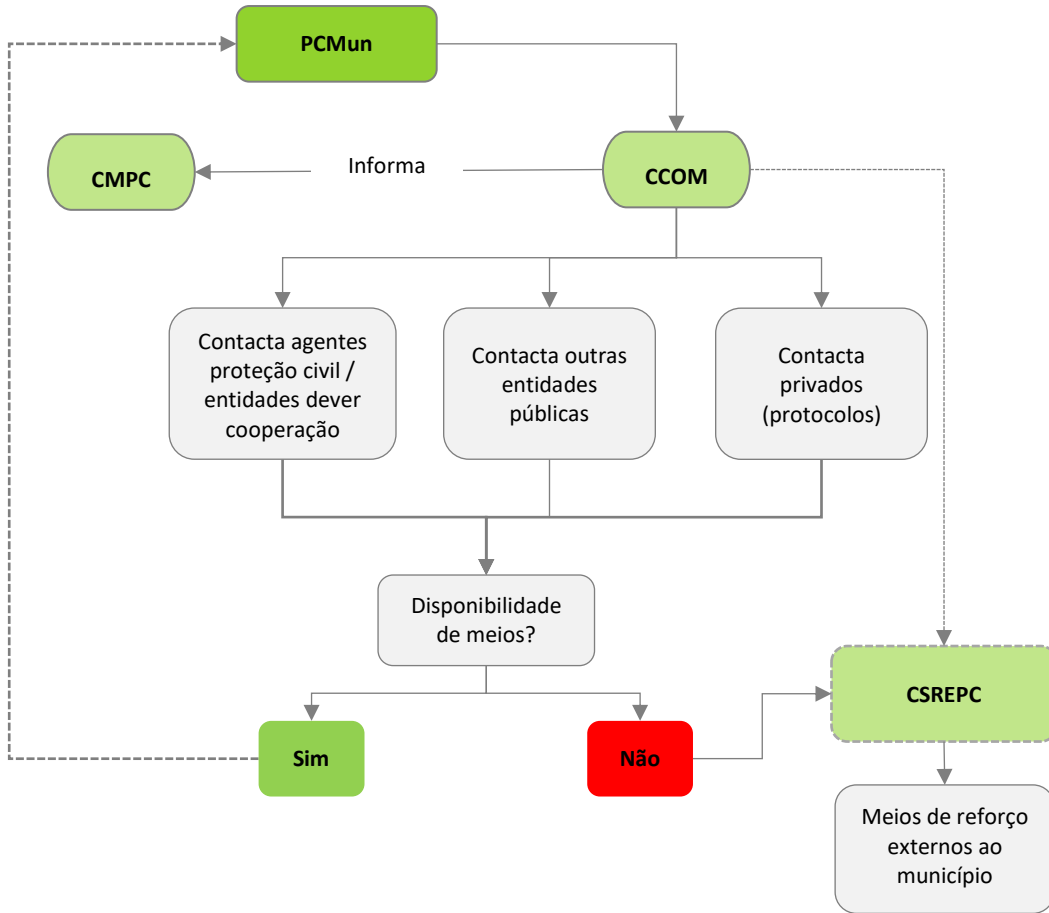 PCMun
Informa
CMPC
CCOM
Contacta agentes
proteção civil /
entidades dever
cooperação
Contacta outras
entidades
públicas
Contacta
privados
(protocolos)
Disponibilidade
de meios?
CSREPC
Sim
Não
Meios de reforço
externos ao
município